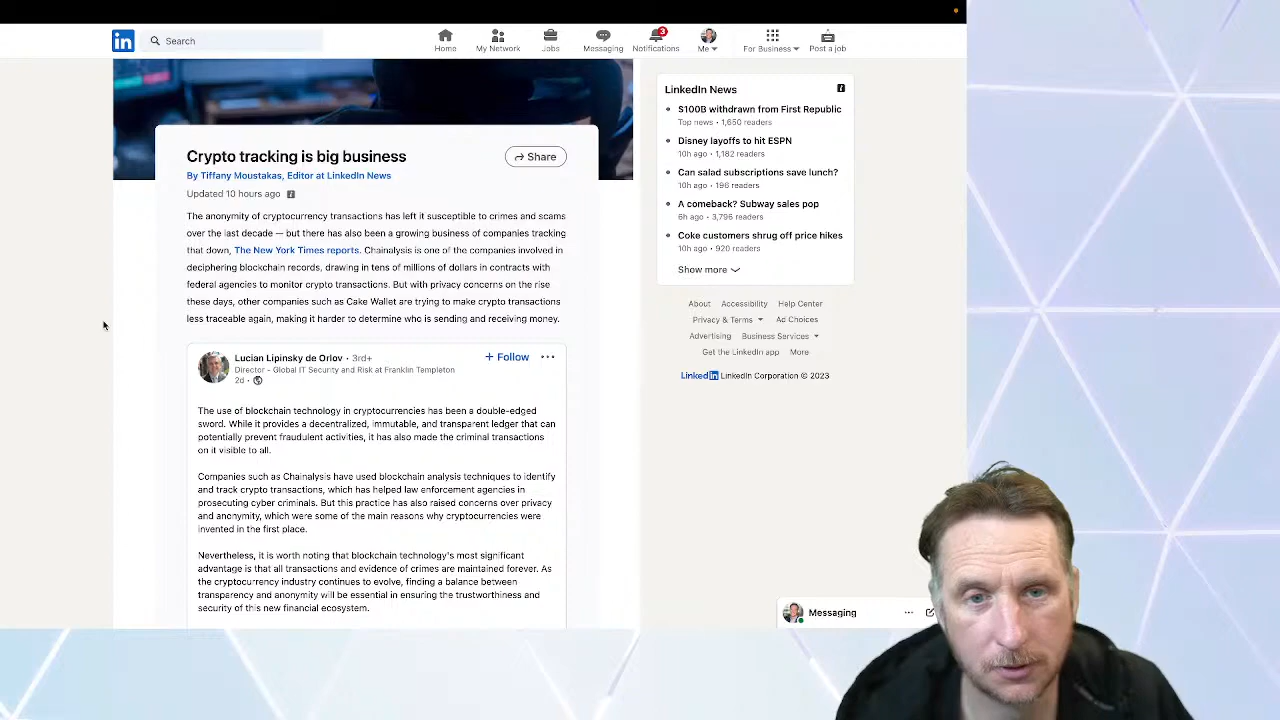 in
Search
Home
My Network
Jobs
Messaging
3
Notifications
Me
For Business
Post a job
Crypto tracking is big business
Share
By Tiffany Moustakas, Editor at LinkedIn News
Updated 10 hours ago
The anonymity of cryptocurrency transactions has left it susceptible to crimes and scams
over the last decade — but there has also been a growing business of companies tracking
that down, The New York Times reports. Chainalysis is one of the companies involved in
deciphering blockchain records, drawing in tens of millions of dollars in contracts with
federal agencies to monitor crypto transactions. But with privacy concerns on the rise
these days, other companies such as Cake Wallet are trying to make crypto transactions
less traceable again, making it harder to determine who is sending and receiving money.
Lucian Lipinsky de Orlov • 3rd+
+ Follow
Director - Global IT Security and Risk at Franklin Templeton
2d •
The use of blockchain technology in cryptocurrencies has been a double-edged
sword. While it provides a decentralized, immutable, and transparent ledger that can
potentially prevent fraudulent activities, it has also made the criminal transactions
on it visible to all.
Companies such as Chainalysis have used blockchain analysis techniques to identify
and track crypto transactions, which has helped law enforcement agencies in
prosecuting cyber criminals. But this practice has also raised concerns over privacy
and anonymity, which were some of the main reasons why cryptocurrencies were
invented in the first place.
Nevertheless, it is worth noting that blockchain technology's most significant
advantage is that all transactions and evidence of crimes are maintained forever. As
the cryptocurrency industry continues to evolve, finding a balance between
transparency and anonymity will be essential in ensuring the trustworthiness and
security of this new financial ecosystem.
LinkedIn News
$100B withdrawn from First Republic
Top news • 1,650 readers
Disney layoffs to hit ESPN
10h ago • 1,182 readers
Can salad subscriptions save lunch?
10h ago • 196 readers
A comeback? Subway sales pop
6h ago • 3,796 readers
Coke customers shrug off price hikes
10h ago • 920 readers
Show more
About Accessibility Help Center
Privacy & Terms Ad Choices
Advertising Business Services
Get the LinkedIn app More
LinkedIn LinkedIn Corporation © 2023
Messaging